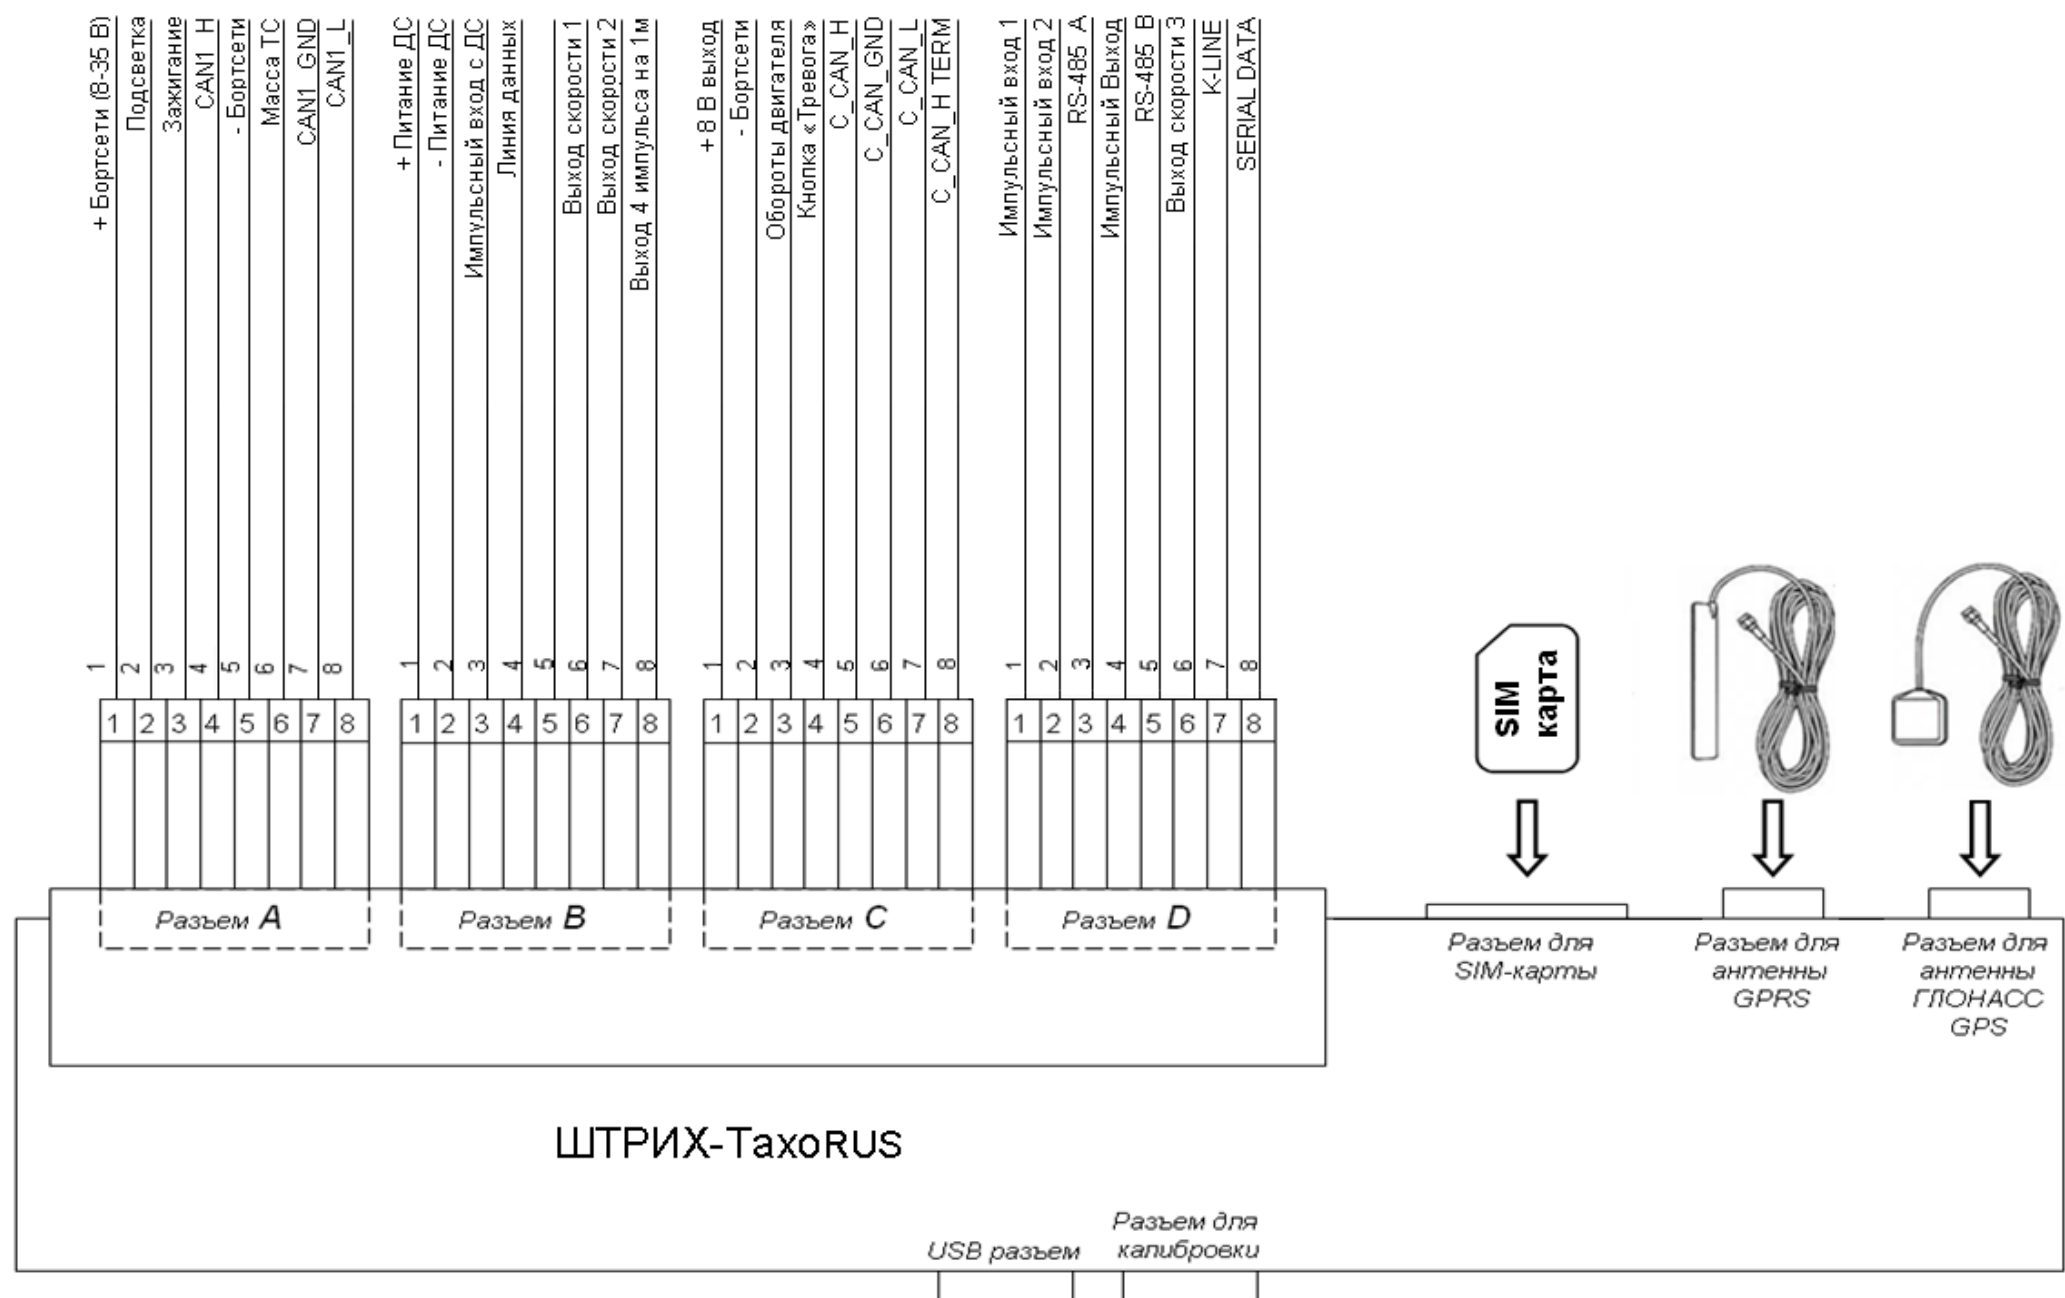 + Бортсети (8-35 В)
Подсветка
Зажигание
CAN1_H
- Бортсети
Масса ТС
CAN1_GND
CAN1_L
+ Питание ДС
- Питание ДС
Импульсный вход с ДС
Линия данных
Выход скорости 1
Выход скорости 2
Выход 4 импульса на 1м
+ 8 В выход
- Бортсети
Обороты двигателя
Кнопка «Тревога»
C_CAN_H
C_CAN_GND
C_CAN_L
C_CAN_H TERM
Импульсный вход 1
Импульсный вход 2
RS-485 A
Импульсный Выход
RS-485 B
Выход скорости 3
K-LINE
SERIAL DATA
1 2 3 4 5 6 7 8
1 2 3 4 5 6 7 8
1 2 3 4 5 6 7 8
1 2 3 4 5 6 7 8
1 2 3 4 5 6 7 8
1 2 3 4 5 6 7 8
1 2 3 4 5 6 7 8
1 2 3 4 5 6 7 8
SIM
карта
Разъем A
Разъем B
Разъем C
Разъем D
Разъем для
SIM-карты
Разъем для
антенны
GPRS
Разъем для
антенны
ГЛОНАСС
GPS
ШТРИХ-ТахоRUS
USB разъем
Разъем для
калибровки